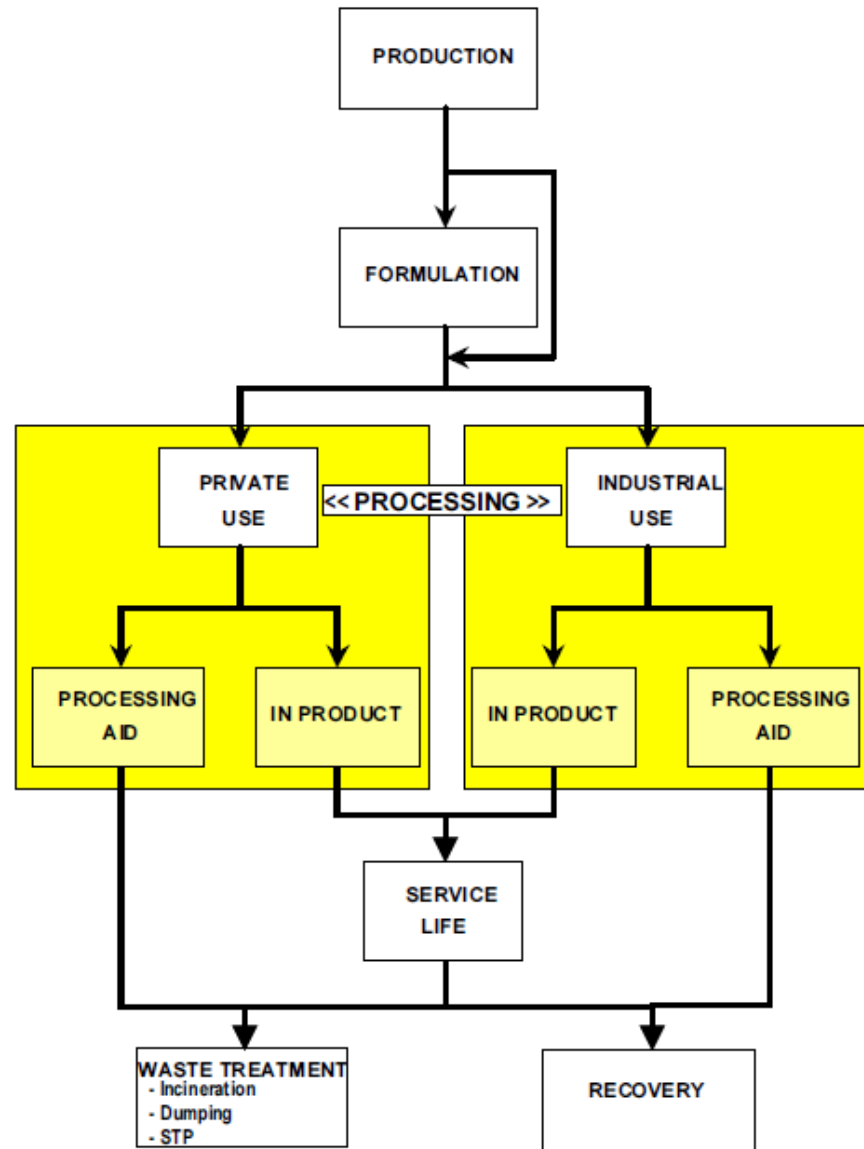 PRODUCTION
FORMULATION
PRIVATE
USE
<< PROCESSING >>
INDUSTRIAL
USE
PROCESSING
AID
IN PRODUCT
IN PRODUCT
PROCESSING
AID
SERVICE
LIFE
WASTE TREATMENT
- Incineration
- Dumping
- STP
RECOVERY